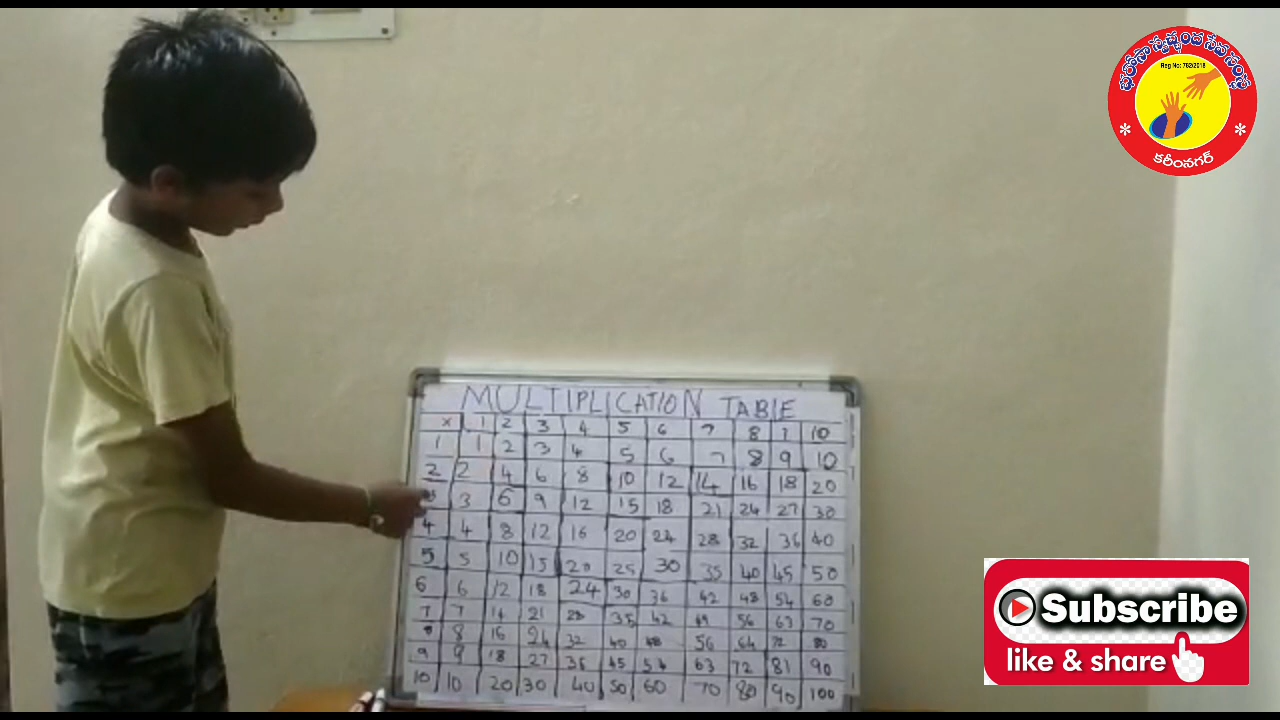 భరోసా స్వచ్ఛంద సేవ సంస్థ
Reg No: 762/2018
కరీంనగర్
MULTIPLICATION TABLE
x 1 2 3 4 5 6 7 8 9 10
1 1 2 3 4 5 6 7 8 9 10
2 2 4 6 8 10 12 14 16 18 20
3 6 9 12 15 18 21 24 27 30
4 4 8 12 16 20 24 28 32 36 40
5 5 10 15 20 25 30 35 40 45 50
6 6 12 18 24 30 36 42 48 54 60
7 7 14 21 28 35 42 49 56 63 70
8 16 24 32 40 56 64 72 80
9 9 18 27 36 45 54 63 72 81 90
10 10 20 30 40 50 60 70 80 90 100
Subscribe
like & share